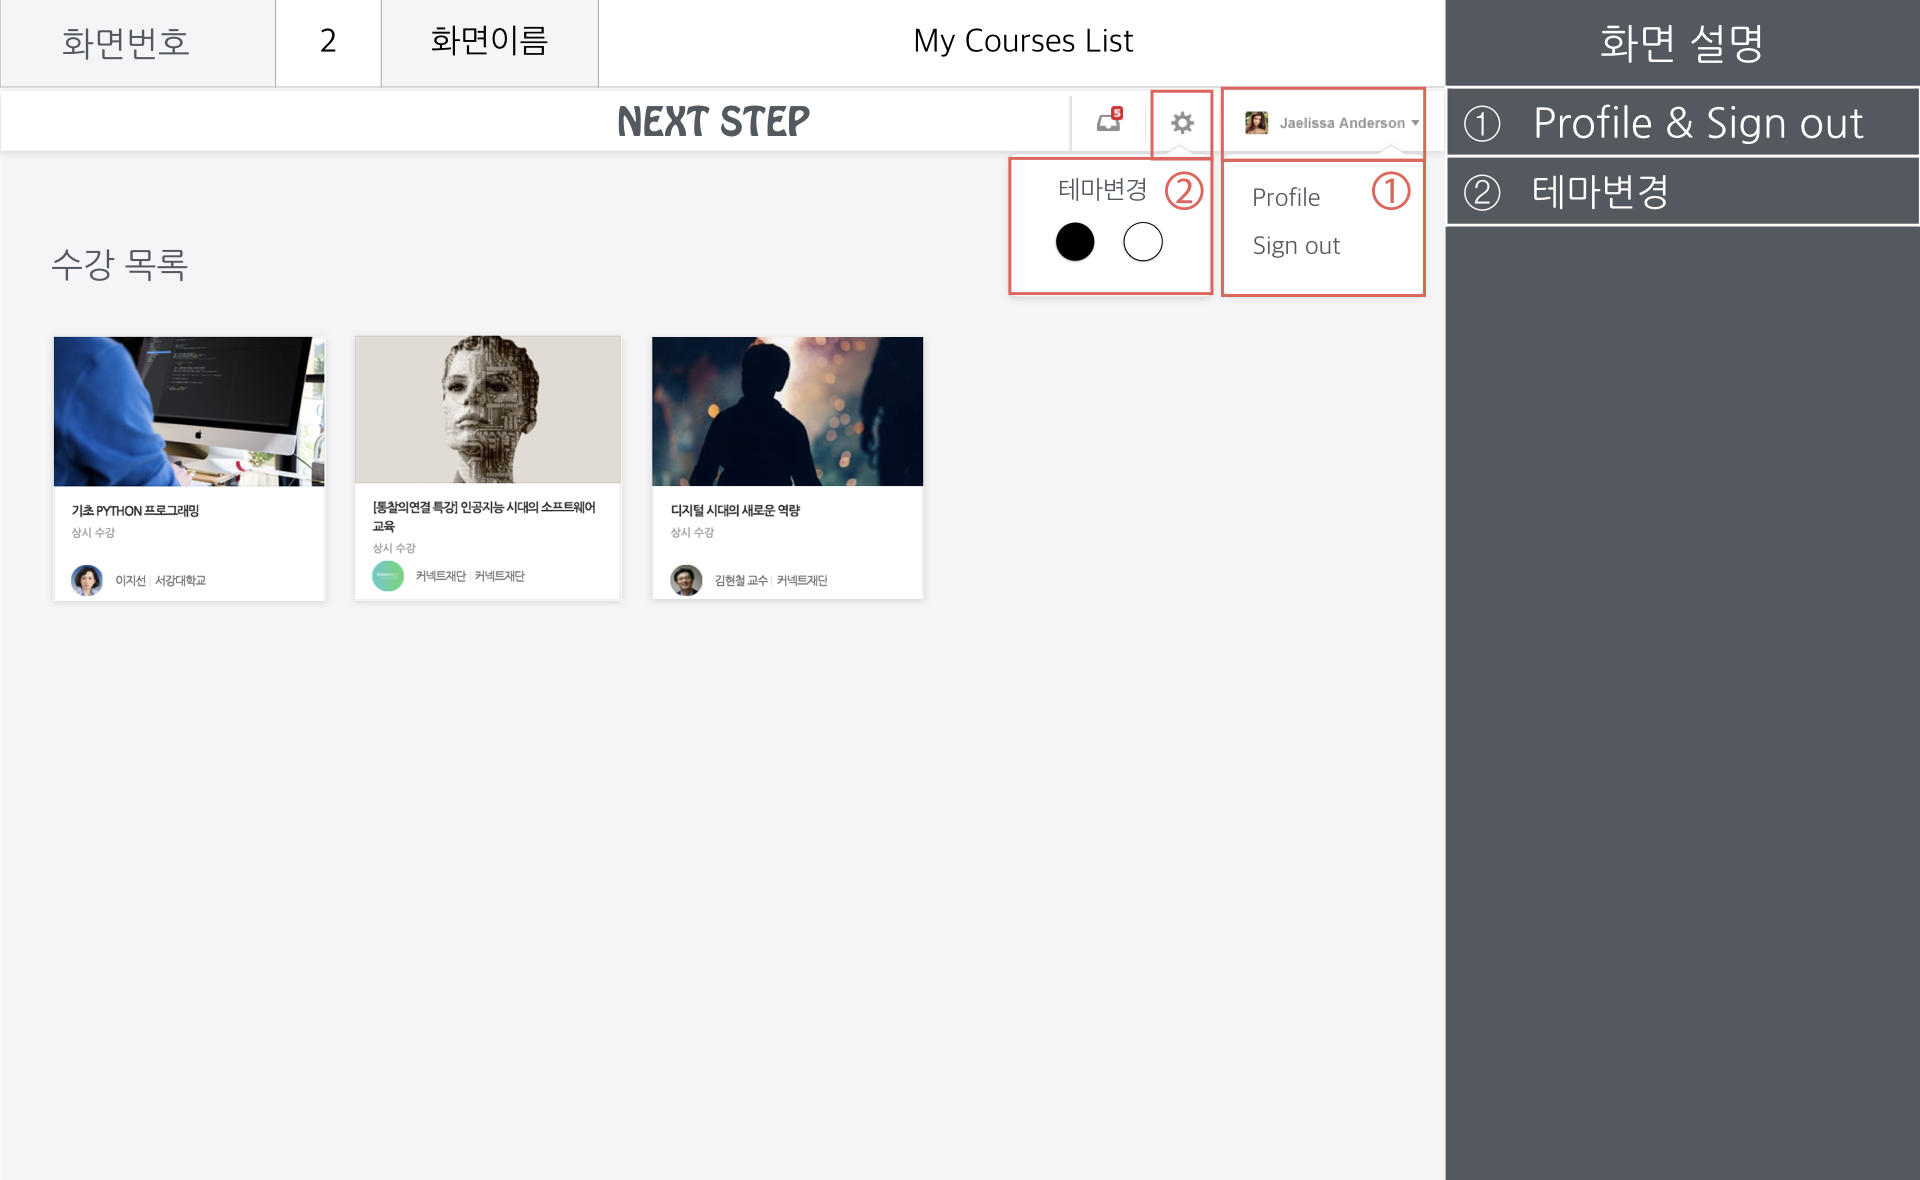 화면번호
2
화면이름
My Courses List
화면 설명
NEXT STEP
5
Jaelissa Anderson
① Profile & Sign out
② 테마변경
테마변경 ②
Profile ①
Sign out
수강 목록
기초 PYTHON 프로그래밍
상시 수강
이지선 | 서강대학교
[통찰의연결 특강] 인공지능 시대의 소프트웨어
교육
상시 수강
커넥트재단 | 커넥트재단
디지털 시대의 새로운 역량
상시 수강
김현철 교수 | 커넥트재단